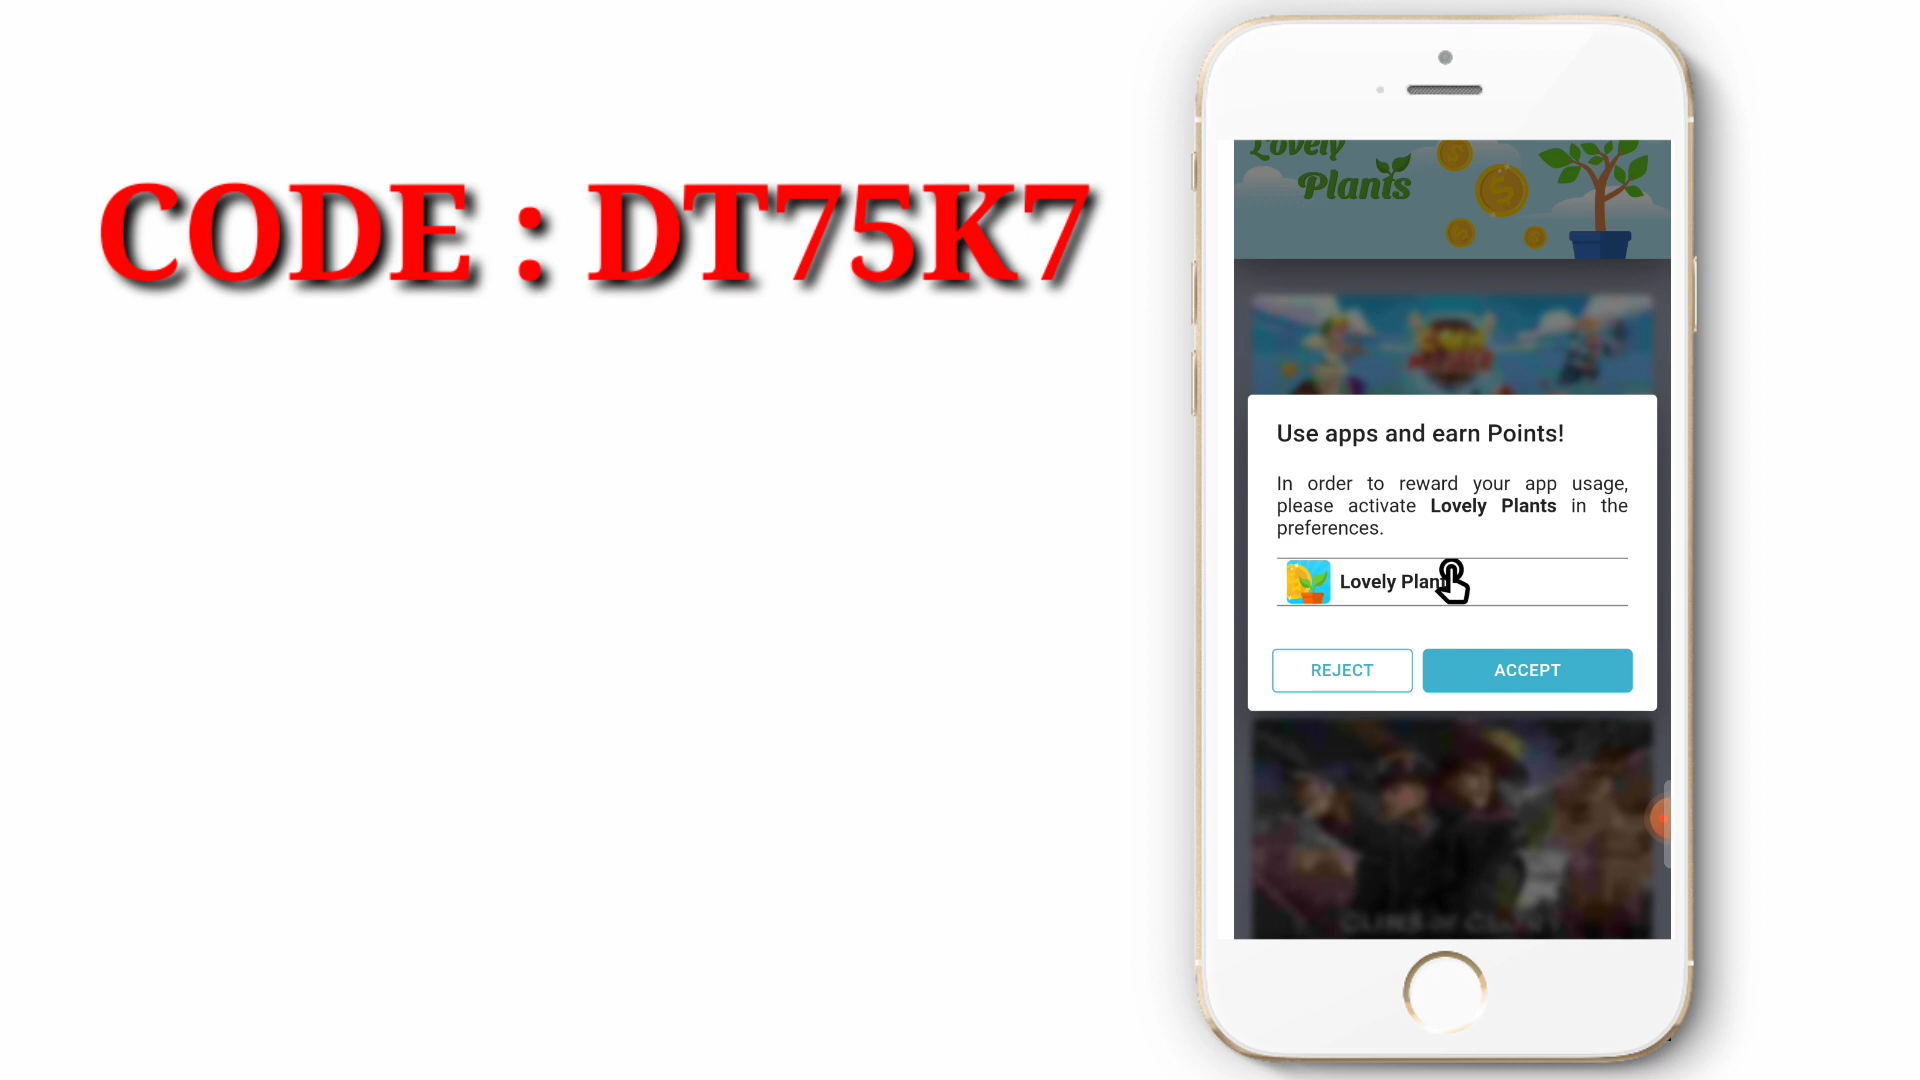 CODE : DT75K7
Lovely
Plants
Use apps and earn Points!
In order to reward your app usage,
please activate Lovely Plants in the
preferences.
Lovely Plant
REJECT
ACCEPT